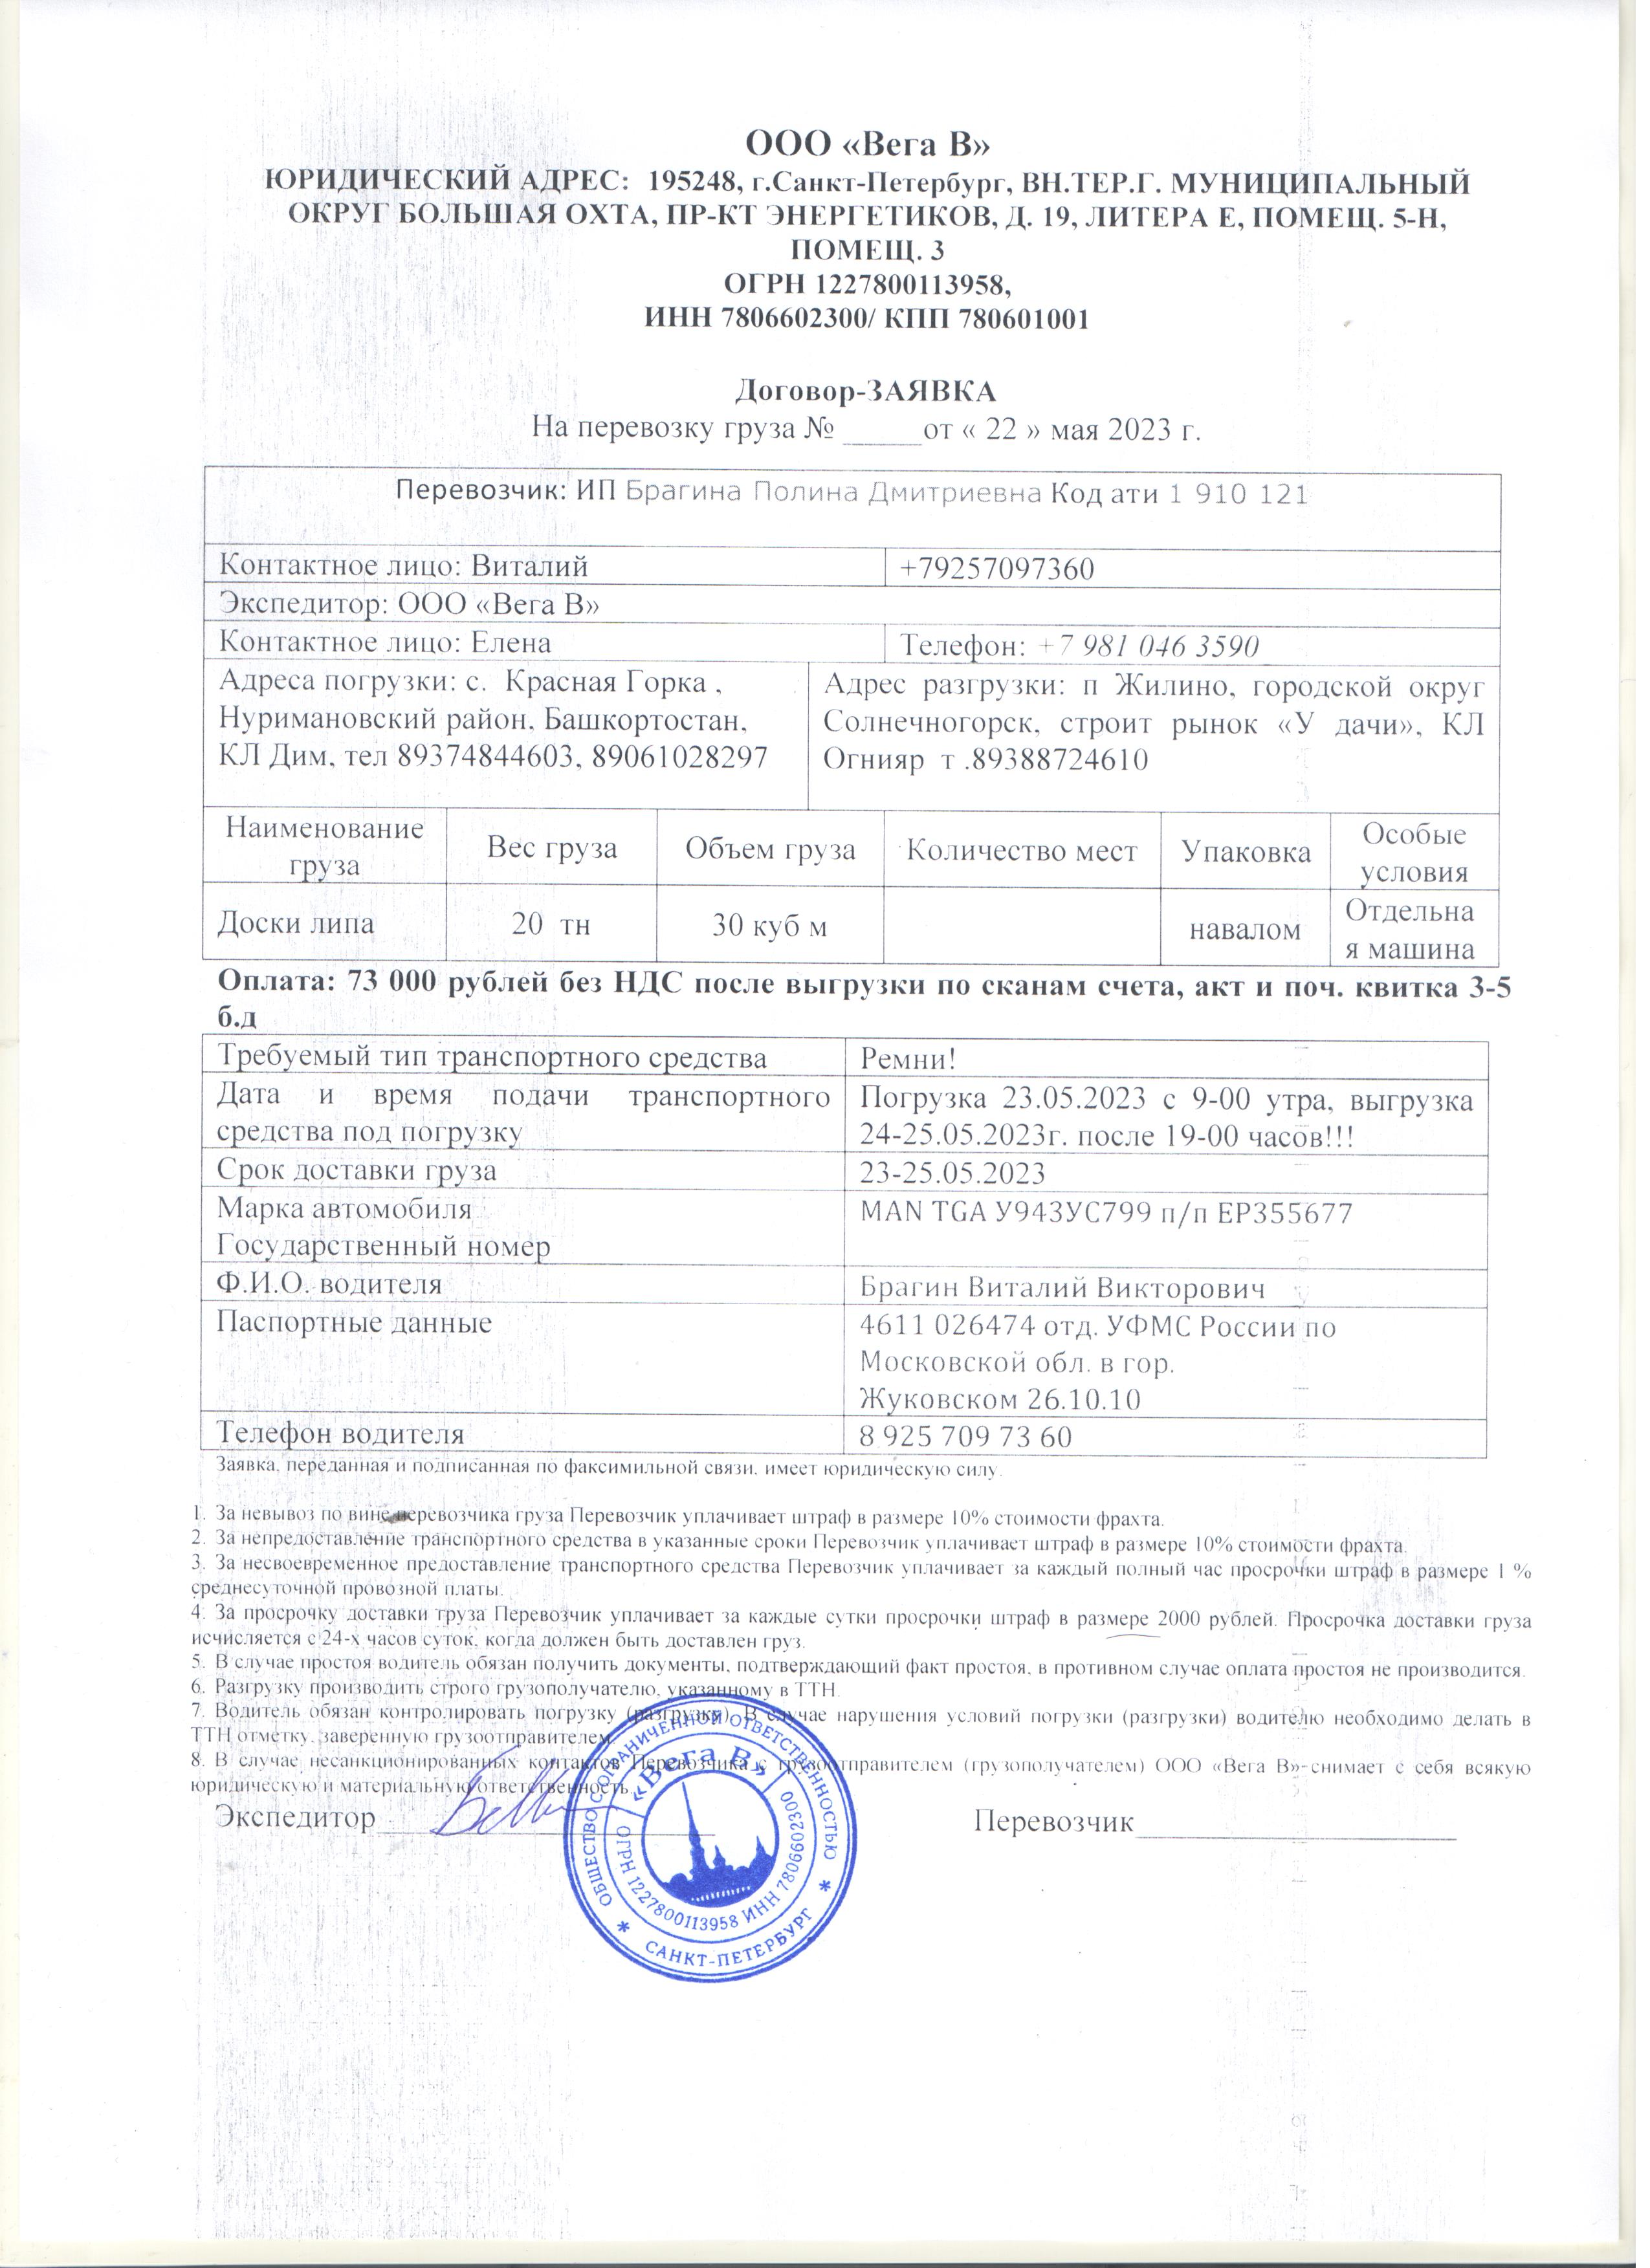 ООО «Вега В»
ЮРИДИЧЕСКИЙ АДРЕС: 195248, г.Санкт-Петербург, ВН.ТЕР.Г. МУНИЦИПАЛЬНЫЙ
ОКРУГ БОЛЬШАЯ ОХТА, ПР-КТ ЭНЕРГЕТИКОВ, Д. 19, ЛИТЕРА Е, ПОМЕЩ. 5-Н,
ПОМЕЩ. 3
ОГРН 1227800113958,
ИНН 7806602300/ КПП 780601001
Договор-ЗАЯВКА
На перевозку груза № _____от « 22 » мая 2023 г.
Перевозчик: ИП Брагина Полина Дмитриевна Код ати 1 910 121
Контактное лицо: Виталий +79257097360
Экспедитор: ООО «Вега В»
Контактное лицо: Елена Телефон: +7 981 046 3590
Адреса погрузки: с. Красная Горка ,
Нуримановский район, Башкортостан,
КЛ Дим, тел 89374844603, 89061028297
Адрес разгрузки: п Жилино, городской округ
Солнечногорск, строит рынок «У дачи», КЛ
Огнияр т .89388724610
Наименование
груза
Вес груза
Объем груза
Количество мест
Упаковка
Особые
условия
Доски липа
20 тн
30 куб м
навалом
Отдельна
я машина
Оплата: 73 000 рублей без НДС после выгрузки по сканам счета, акт и поч. квитка 3-5
б.д
Требуемый тип транспортного средства
Ремни!
Дата и время подачи транспортного
средства под погрузку
Погрузка 23.05.2023 с 9-00 утра, выгрузка
24-25.05.2023г. после 19-00 часов!!!
Срок доставки груза
23-25.05.2023
Марка автомобиля
Государственный номер
MAN TGA У943УС799 п/п ЕР355677
Ф.И.О. водителя
Брагин Виталий Викторович
Паспортные данные
4611 026474 отд. УФМС России по
Московской обл. в гор.
Жуковском 26.10.10
Телефон водителя
8 925 709 73 60
Заявка, переданная и подписанная по факсимильной связи, имеет юридическую силу.
1. За невывоз по вине перевозчика груза Перевозчик уплачивает штраф в размере 10% стоимости фрахта.
2. За непредоставление транспортного средства в указанные сроки Перевозчик уплачивает штраф в размере 10% стоимости фрахта.
3. За несвоевременное предоставление транспортного средства Перевозчик уплачивает за каждый полный час просрочки штраф в размере 1 %
среднесуточной провозной платы.
4. За просрочку доставки груза Перевозчик уплачивает за каждые сутки просрочки штраф в размере 2000 рублей. Просрочка доставки груза
исчисляется с 24-х часов суток, когда должен быть доставлен груз.
5. В случае простоя водитель обязан получить документы, подтверждающий факт простоя, в противном случае оплата простоя не производится.
6. Разгрузку производить строго грузополучателю, указанному в ТТН.
7. Водитель обязан контролировать погрузку (разгрузку). В случае нарушения условий погрузки (разгрузки) водителю необходимо делать в
ТТН отметку, заверенную грузоотправителем.
8. В случае несанкционированных контактов Перевозчика с грузоотправителем (грузополучателем) ООО «Вега В» снимает с себя всякую
юридическую и материальную ответственность.
Экспедитор
Перевозчик
ОБЩЕСТВО С ОГРАНИЧЕННОЙ ОТВЕТСТВЕННОСТЬЮ
«Вега В»
ОГРН 1227800113958 ИНН 7806602300
САНКТ-ПЕТЕРБУРГ